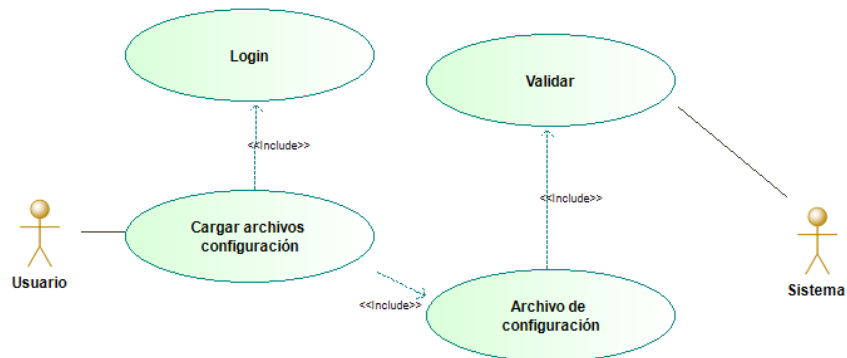 Login
Validar
<<Include>>
<<Include>>
Cargar archivos
configuración
Usuario
Sistema
<<Include>>
Archivo de
configuración